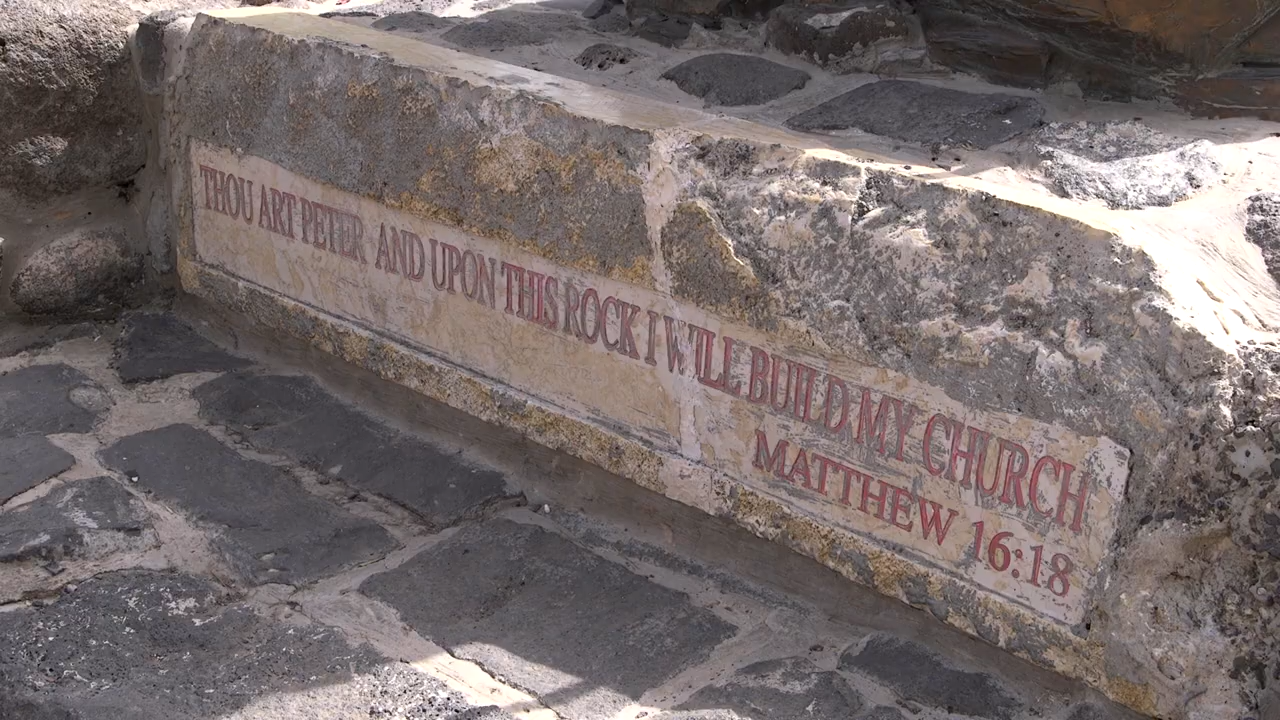 THOU ART PETER AND UPON THIS ROCK I WILL BUILD MY CHURCH
MATTHEW 16:18